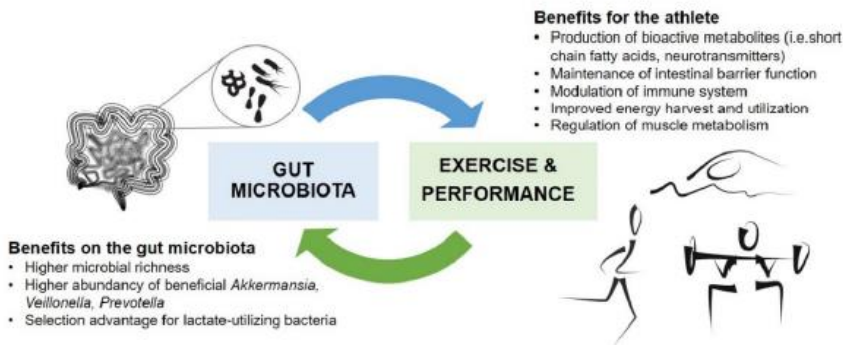 Benefits for the athlete
• Production of bioactive metabolites (i.e.short
chain fatty acids, neurotransmitters)
• Maintenance of intestinal barrier function
• Modulation of immune system
• Improved energy harvest and utilization
• Regulation of muscle metabolism
GUT
MICROBIOTA
EXERCISE &
PERFORMANCE
Benefits on the gut microbiota
• Higher microbial richness
• Higher abundancy of beneficial Akkermansia,
Veillonella, Prevotella
• Selection advantage for lactate-utilizing bacteria